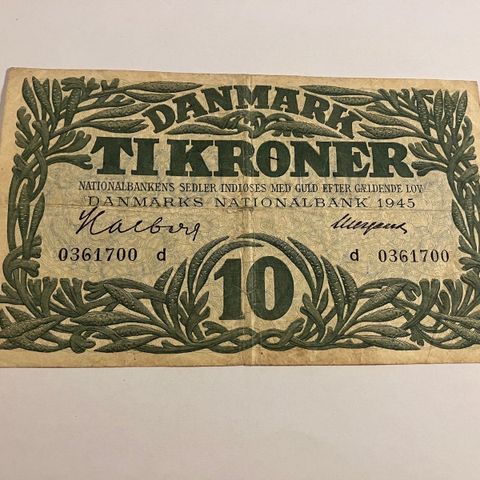 DANMARK
TI KRONER
NATIONALBANKENS SEDLER INDLØSES MED GULD EFTER GÆLDENDE LOV
DANMARKS NATIONALBANK 1945
0361700 d d 0361700
10